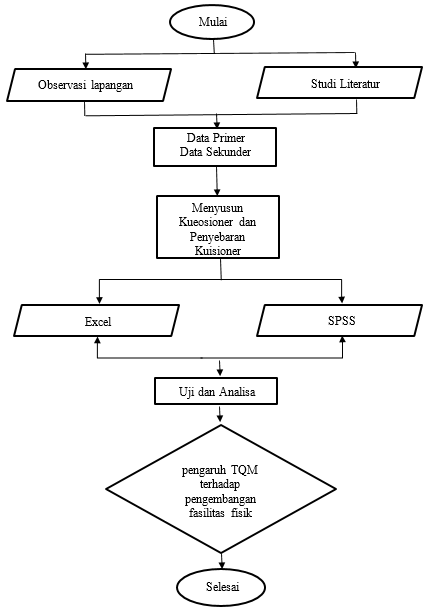 Mulai
Observasi lapangan
Studi Literatur
Data Primer
Data Sekunder
Menyusun
Kueosioner dan
Penyebaran
Kuisioner
Excel
SPSS
Uji dan Analisa
pengaruh TQM
terhadap
pengembangan
fasilitas fisik
Selesai